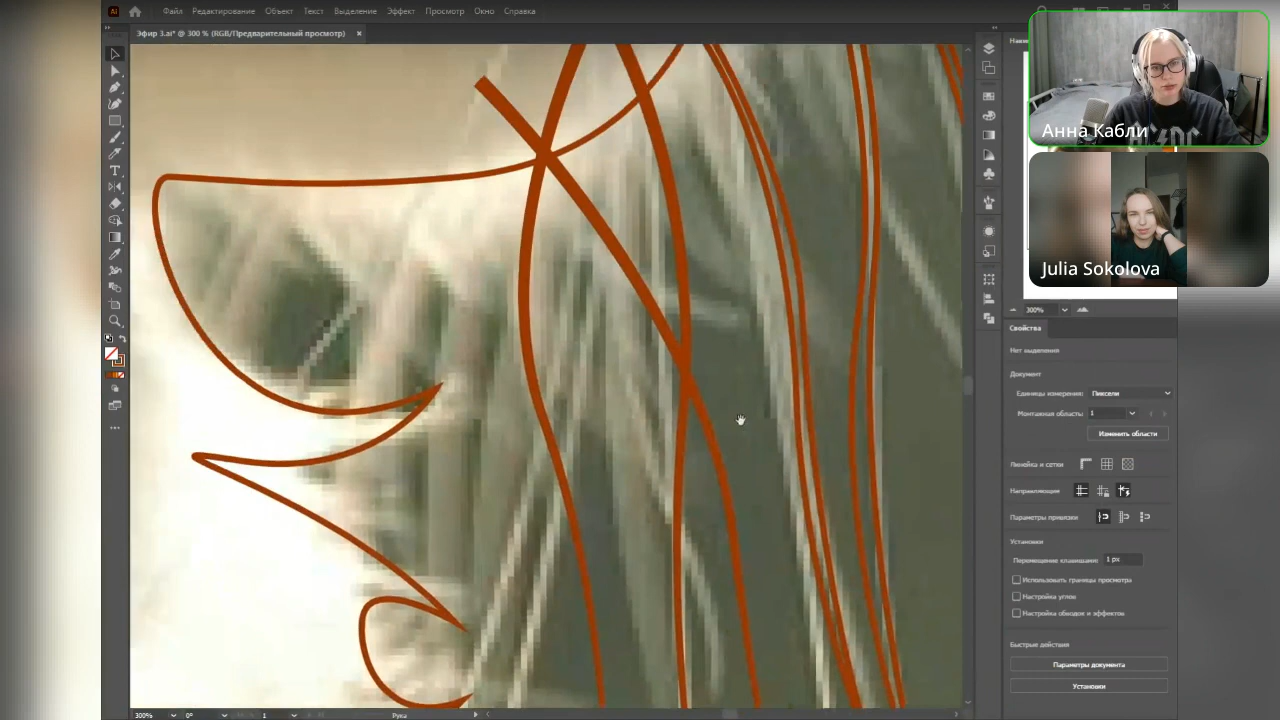 Ai Файл Редактирование Объект Текст Выделение Эффект Просмотр Окно Справка
Эфир 3.ai* @ 300 % (RGB/Предварительный просмотр) ×
Анна Кабли
Julia Sokolova
300%
Свойства
Нет выделения
Документ
Единицы измерения: Пиксели
Монтажная область: 1
Изменить области
Линейка и сетки
Направляющие
Параметры привязки
Установки
Перемещение клавишами: 1 px
Использовать границы просмотра
Настройка углов
Настройка обводок и эффектов
Быстрые действия
Параметры документа
Установки
300% 0° 1 Рука